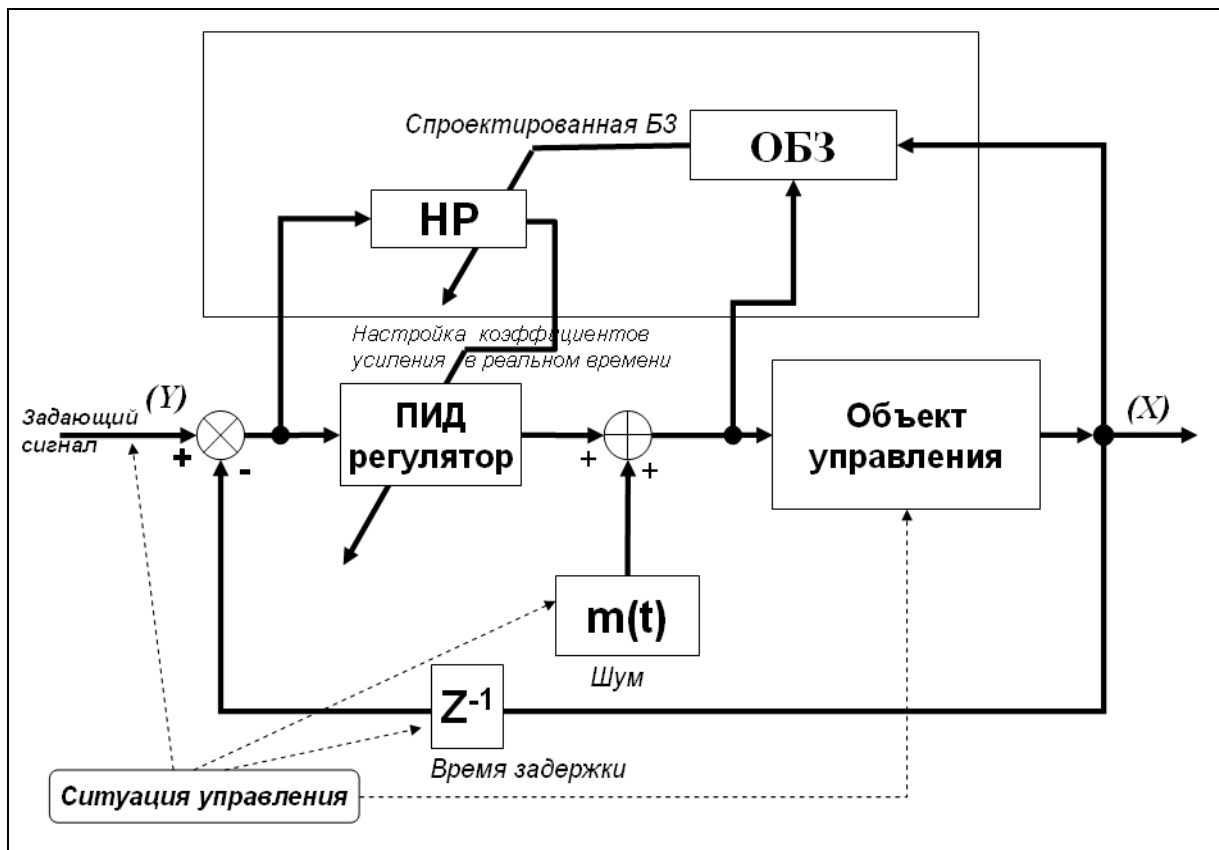 Спроектированная БЗ
ОБЗ
НР
Настройка коэффициентов
усиления в реальном времени
(Y)
Задающий
сигнал
+
-
ПИД
регулятор
+
+
Объект
управления
(X)
m(t)
Шум
Z-1
Время задержки
Ситуация управления